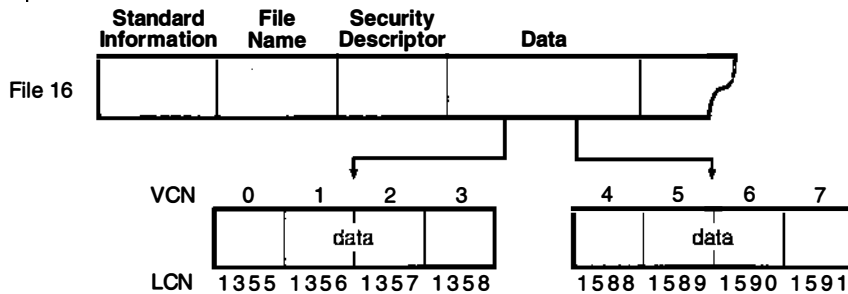 Standard Information File Name Security Descriptor Data
File 16
VCN 0 1 2 3 4 5 6 7
data data
LCN 1355 1356 1357 1358 1588 1589 1590 1591